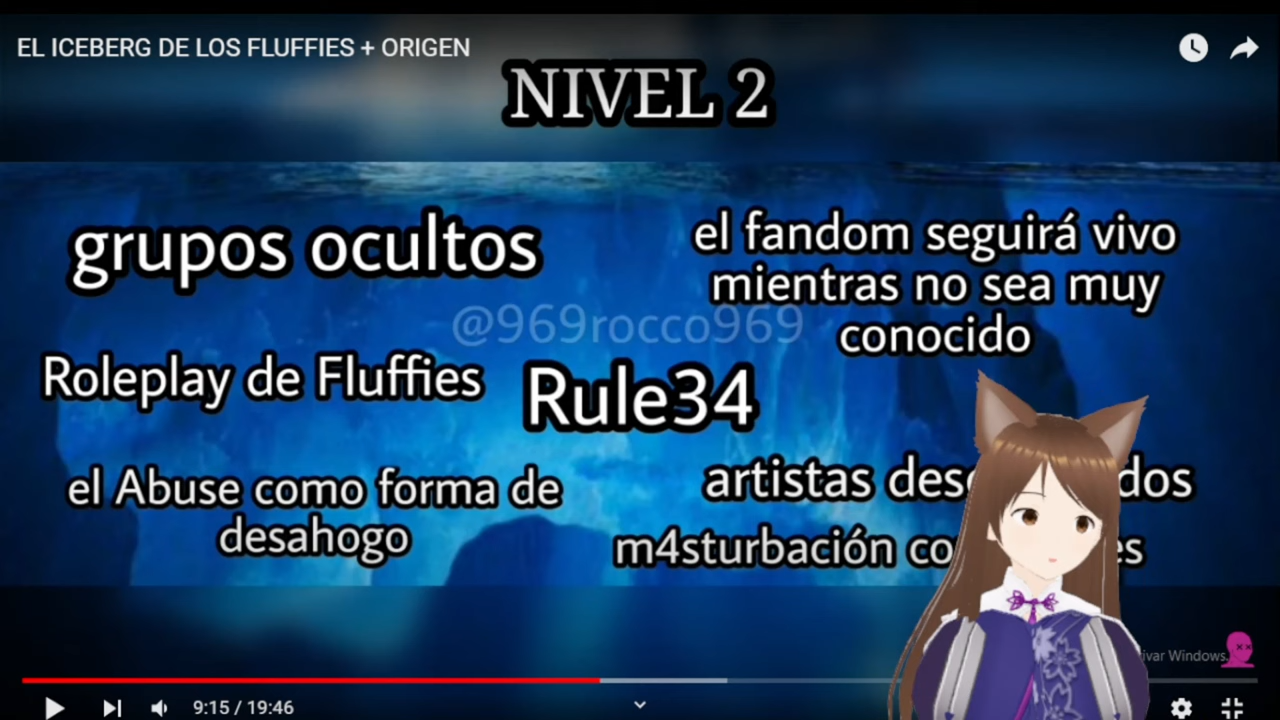 EL ICEBERG DE LOS FLUFFIES + ORIGEN
NIVEL 2
grupos ocultos
el fandom seguirá vivo
mientras no sea muy
conocido
@969rocco969
Roleplay de Fluffies
Rule34
el Abuse como forma de
desahogo
artistas
m4sturbación
Windows.
9:15 / 19:46